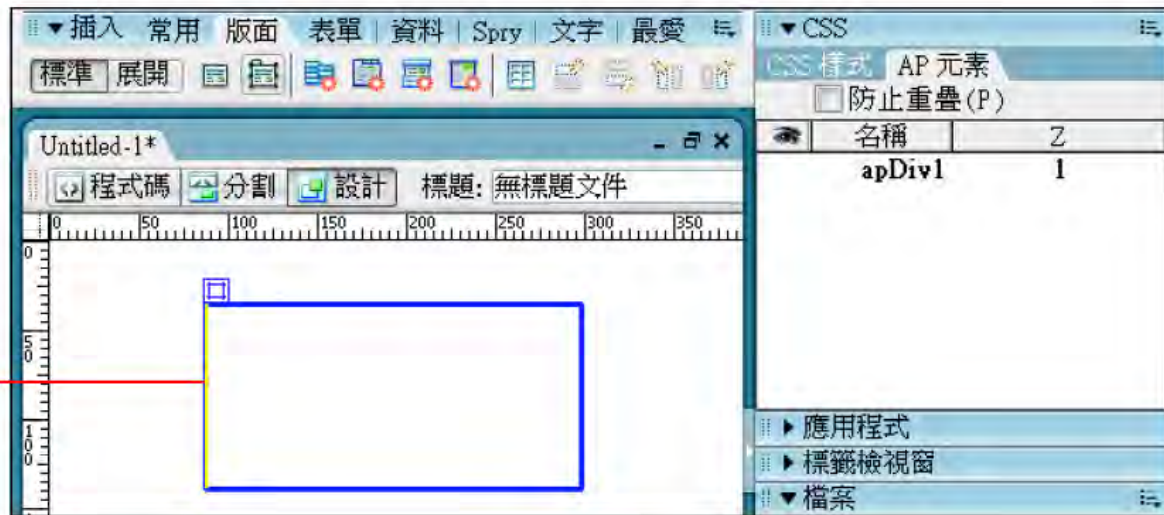 ▼插入 常用 版面 表單 | 資料 | Spry | 文字 | 最愛
標準 展開
Untitled-1*
程式碼 分割 設計 標題: 無標題文件
0 50 100 150 200 250 300 350
0
50
100
▼CSS
CSS 樣式 AP 元素
防止重疊(P)
名稱 Z
apDiv1 1
▶應用程式
▶標籤檢視窗
▼檔案